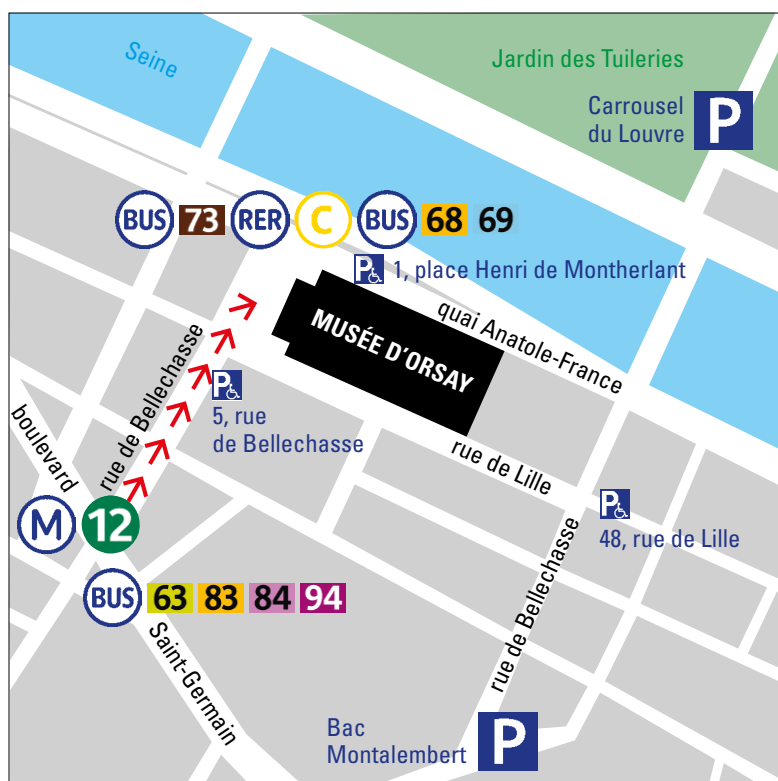 Seine
Jardin des Tuileries
Carrousel
du Louvre
P
BUS 73 RER C BUS 68 69
P 1, place Henri de Montherlant
quai Anatole-France
MUSÉE D'ORSAY
rue de Bellechasse
P
5, rue
de Bellechasse
boulevard
rue de Lille
P
48, rue de Lille
M 12
BUS 63 83 84 94
Saint-Germain
rue de Bellechasse
Bac
Montalembert
P